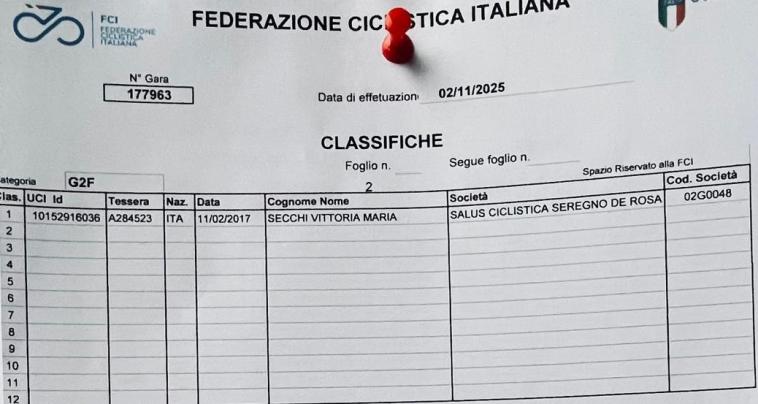 FCI
FEDERAZIONE
CICLISTICA
ITALIANA
FEDERAZIONE CIC STICA ITALIANA
N° Gara
177963
Data di effetuazion 02/11/2025
CLASSIFICHE
Foglio n. 2 Segue foglio n.
Spazio Riservato alla FCI
ategoria G2F
Clas. UCI Id Tessera Naz. Data Cognome Nome Società Cod. Società
1 10152916036 A284523 ITA 11/02/2017 SECCHI VITTORIA MARIA SALUS CICLISTICA SEREGNO DE ROSA 02G0048
2
3
4
5
6
7
8
9
10
11
12